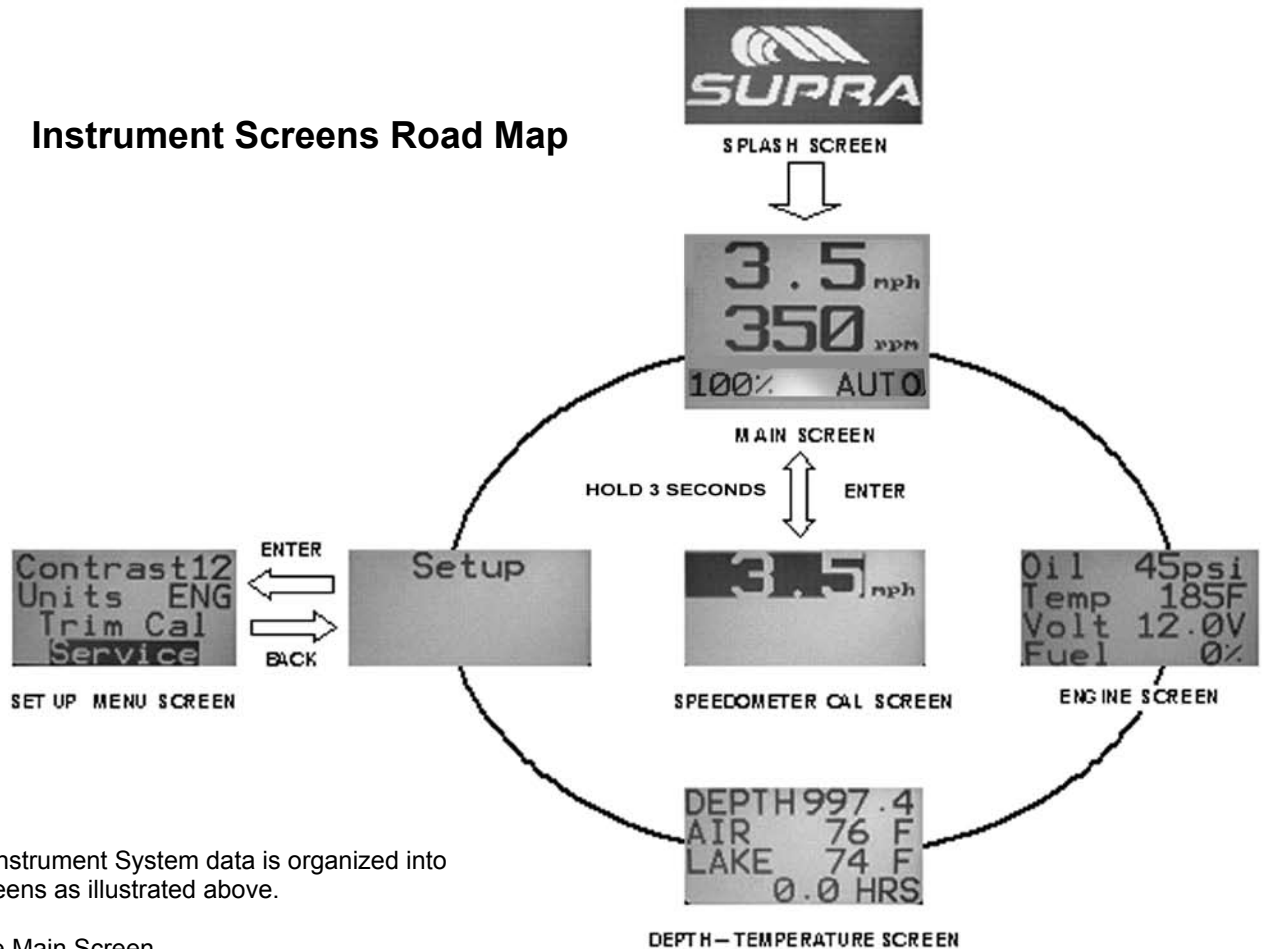 SUPRA
Instrument Screens Road Map
SPLASH SCREEN
3.5 mph
350 rpm
100% AUTO
MAIN SCREEN
HOLD 3 SECONDS ENTER
Contrast12
Units ENG
Trim Cal
Service
SET UP MENU SCREEN
ENTER
BACK
Setup
3.5 mph
SPEEDOMETER CAL SCREEN
Oil 45psi
Temp 185F
Volt 12.0V
Fuel 0%
ENGINE SCREEN
DEPTH997.4
AIR 76 F
LAKE 74 F
0.0 HRS
DEPTH-TEMPERATURE SCREEN
nstrument System data is organized into
eens as illustrated above.
Main Screen